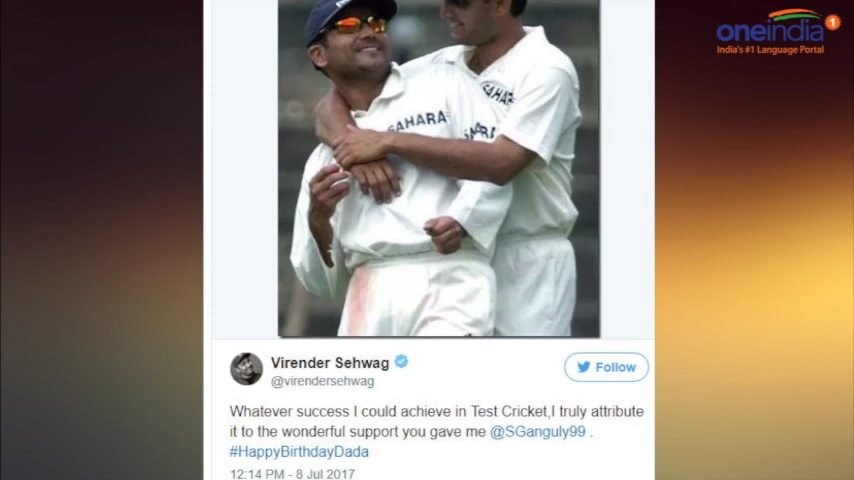 oneindia 1
India's #1 Language Portal
SAHARA
SAHARA
SAHARA
Virender Sehwag
Follow
@virendersehwag
Whatever success I could achieve in Test Cricket,I truly attribute
it to the wonderful support you gave me @SGanguly99 .
#HappyBirthdayDada
12:14 PM - 8 Jul 2017